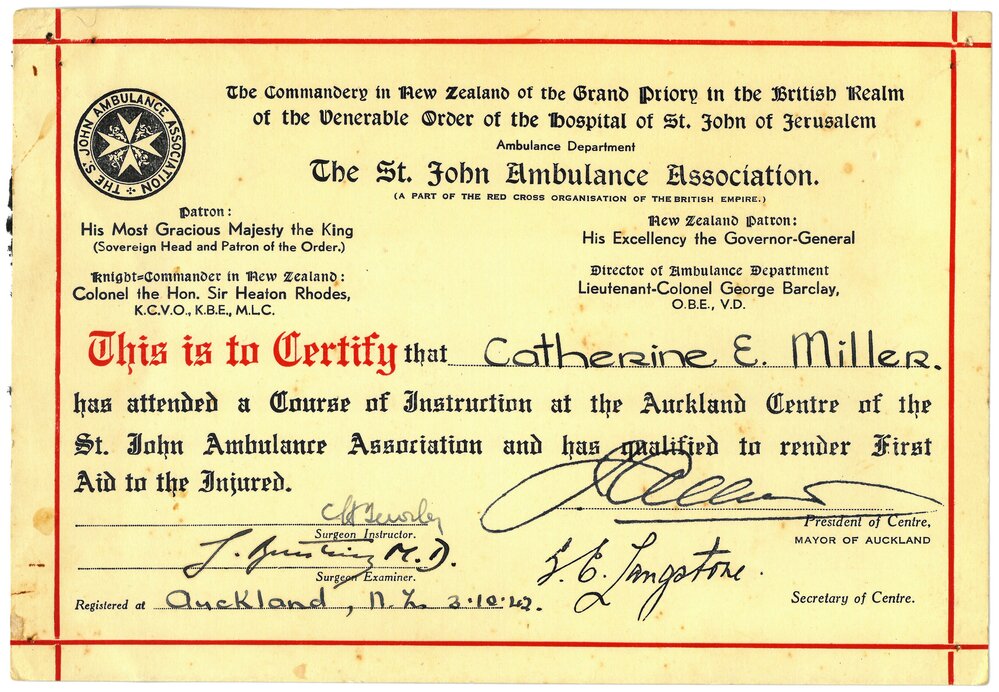 THE ST JOHN AMBULANCE ASSOCIATION
The Commandery in New Zealand of the Grand Priory in the British Realm
of the Venerable Order of the Hospital of St. John of Jerusalem
Ambulance Department
The St. John Ambulance Association.
(A PART OF THE RED CROSS ORGANISATION OF THE BRITISH EMPIRE.)
Patron:
His Most Gracious Majesty the King
(Sovereign Head and Patron of the Order.)
New Zealand Patron:
His Excellency the Governor-General
Knight=Commander in New Zealand:
Colonel the Hon. Sir Heaton Rhodes,
K.C.V.O., K.B.E., M.L.C.
Director of Ambulance Department
Lieutenant-Colonel George Barclay,
O.B.E., V.D.
This is to Certify that Catherine E. Miller.
has attended a Course of Instruction at the Auckland Centre of the
St. John Ambulance Association and has qualified to render First
Aid to the Injured.
Surgeon Instructor.
M.D.
Surgeon Examiner.
President of Centre,
MAYOR OF AUCKLAND
E. Langstone.
Secretary of Centre.
Registered at Auckland, N.Z. 3.10.42.